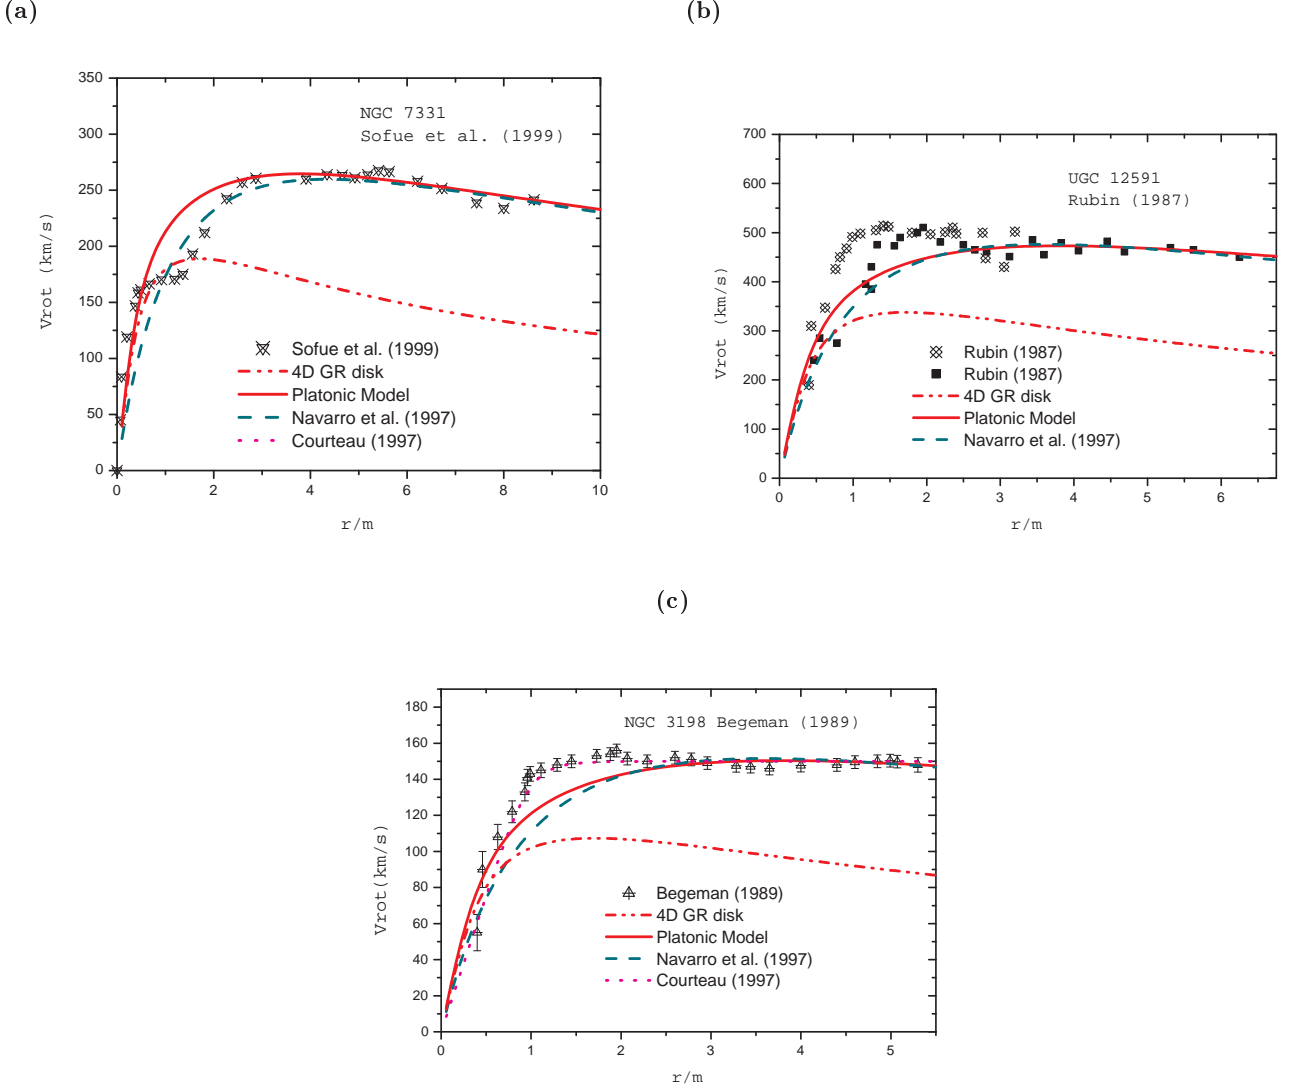 (a)
350
300
250
200
150
100
50
0
Vrot (km/s)
NGC 7331
Sofue et al. (1999)
Sofue et al. (1999)
4D GR disk
Platonic Model
Navarro et al. (1997)
Courteau (1997)
0 2 4 6 8 10
r/m
(b)
700
600
500
400
300
200
100
0
Vrot (km/s)
UGC 12591
Rubin (1987)
Rubin (1987)
Rubin (1987)
4D GR disk
Platonic Model
Navarro et al. (1997)
0 1 2 3 4 5 6
r/m
(c)
180
160
140
120
100
80
60
40
20
0
Vrot(km/s)
NGC 3198 Begeman (1989)
Begeman (1989)
4D GR disk
Platonic Model
Navarro et al. (1997)
Courteau (1997)
0 1 2 3 4 5
r/m